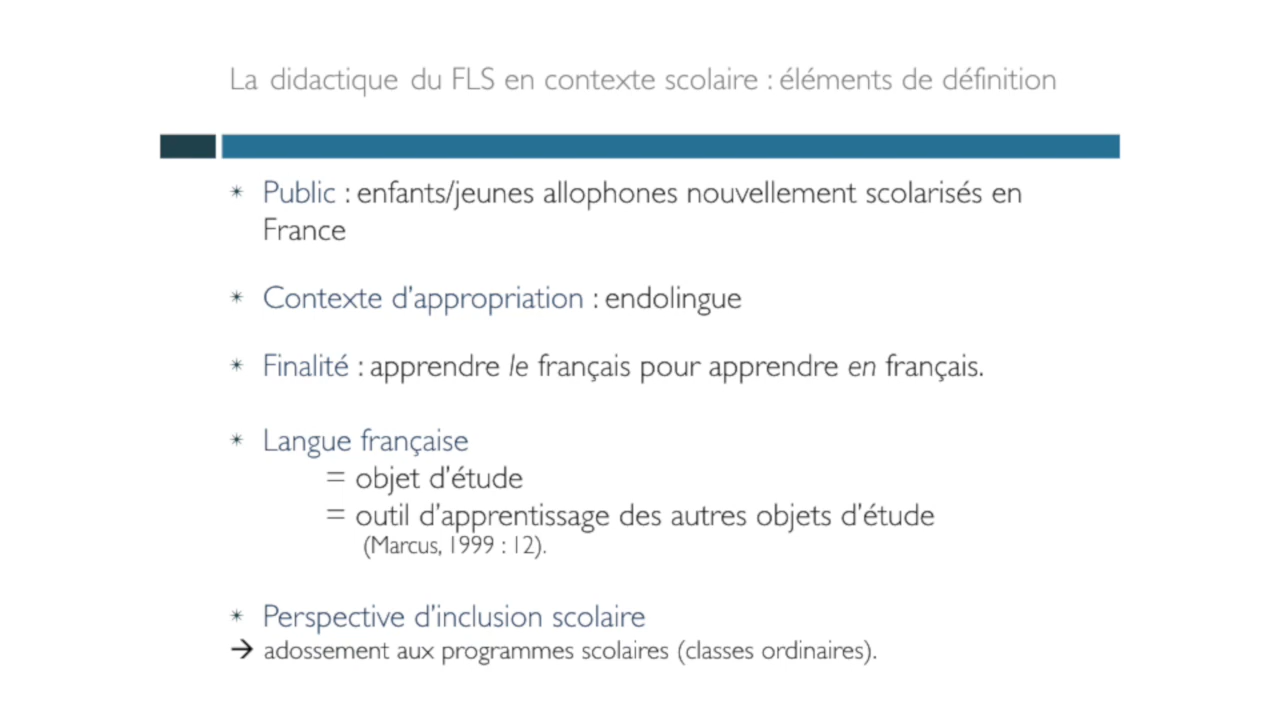 La didactique du FLS en contexte scolaire : éléments de définition
* Public : enfants/jeunes allophones nouvellement scolarisés en
France
* Contexte d'appropriation : endolingue
* Finalité : apprendre le français pour apprendre en français.
* Langue française
= objet d'étude
= outil d'apprentissage des autres objets d'étude
(Marcus, 1999 : 12).
* Perspective d'inclusion scolaire
→ adossement aux programmes scolaires (classes ordinaires).